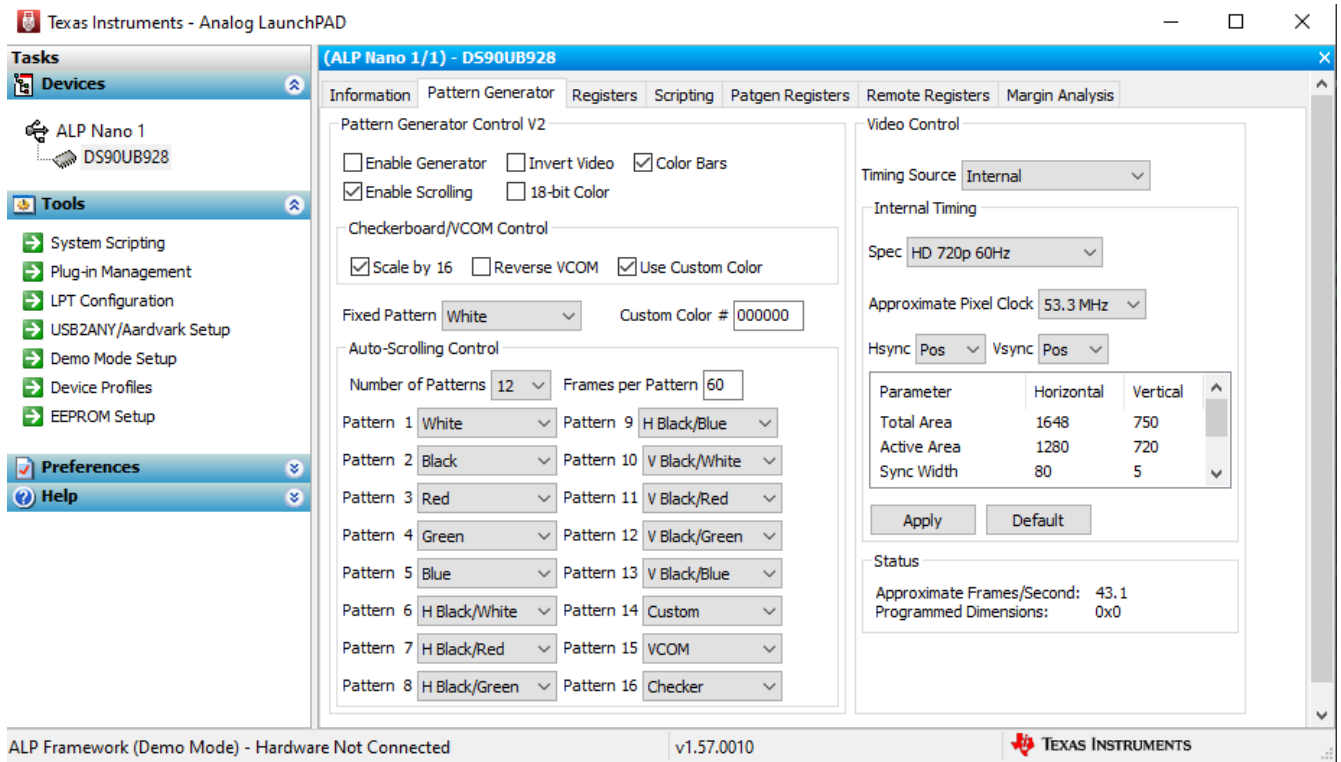 Texas Instruments - Analog LaunchPAD
Tasks
Devices
ALP Nano 1
DS90UB928
Tools
System Scripting
Plug-in Management
LPT Configuration
USB2ANY/Aardvark Setup
Demo Mode Setup
Device Profiles
EEPROM Setup
Preferences
Help
(ALP Nano 1/1) - DS90UB928
Information Pattern Generator Registers Scripting Patgen Registers Remote Registers Margin Analysis
Pattern Generator Control V2
Enable Generator Invert Video Color Bars
Enable Scrolling 18-bit Color
Checkerboard/VCOM Control
Scale by 16 Reverse VCOM Use Custom Color
Fixed Pattern White Custom Color # 000000
Auto-Scrolling Control
Number of Patterns 12 Frames per Pattern 60
Pattern 1 White Pattern 9 H Black/Blue
Pattern 2 Black Pattern 10 V Black/White
Pattern 3 Red Pattern 11 V Black/Red
Pattern 4 Green Pattern 12 V Black/Green
Pattern 5 Blue Pattern 13 V Black/Blue
Pattern 6 H Black/White Pattern 14 Custom
Pattern 7 H Black/Red Pattern 15 VCOM
Pattern 8 H Black/Green Pattern 16 Checker
Video Control
Timing Source Internal
Internal Timing
Spec HD 720p 60Hz
Approximate Pixel Clock 53.3 MHz
Hsync Pos Vsync Pos
Parameter Horizontal Vertical
Total Area 1648 750
Active Area 1280 720
Sync Width 80 5
Apply Default
Status
Approximate Frames/Second: 43.1
Programmed Dimensions: 0x0
ALP Framework (Demo Mode) - Hardware Not Connected v1.57.0010 TEXAS INSTRUMENTS